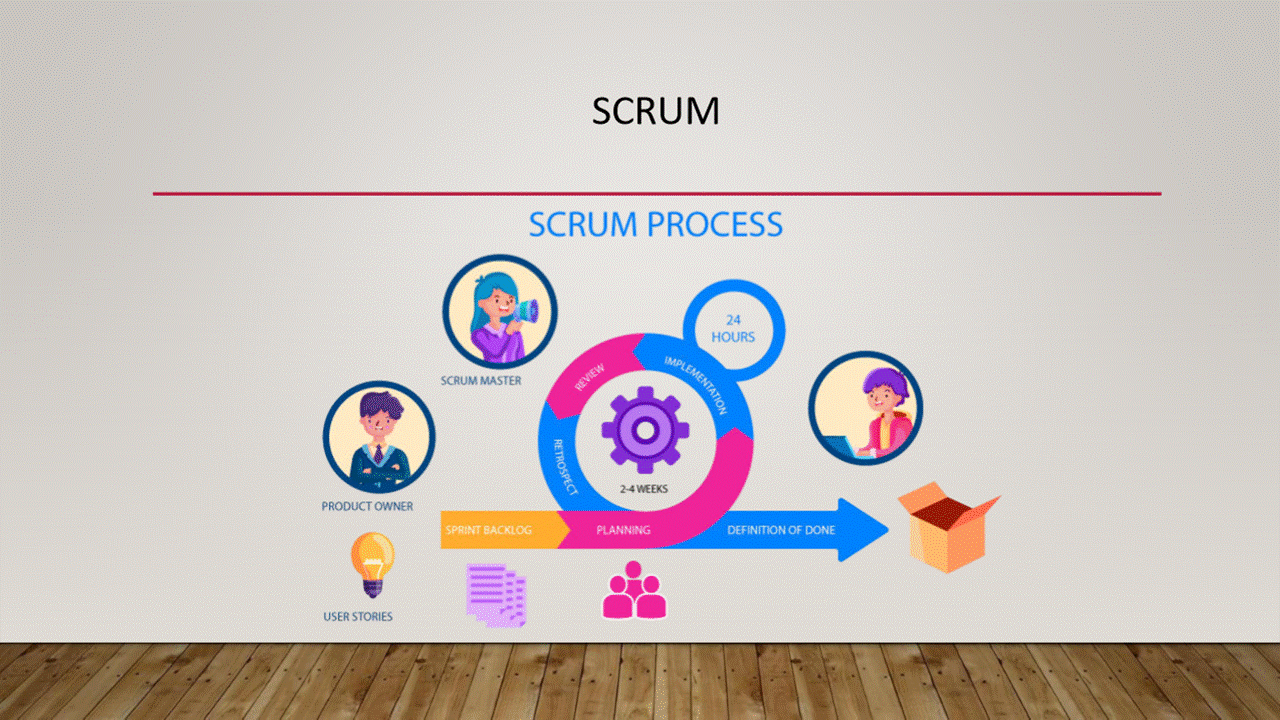 SCRUM
SCRUM PROCESS
24
HOURS
SCRUM MASTER
REVIEW
IMPLEMENTATION
RETROSPECT
2-4 WEEKS
PRODUCT OWNER
SPRINT BACKLOG
PLANNING
DEFINITION OF DONE
USER STORIES